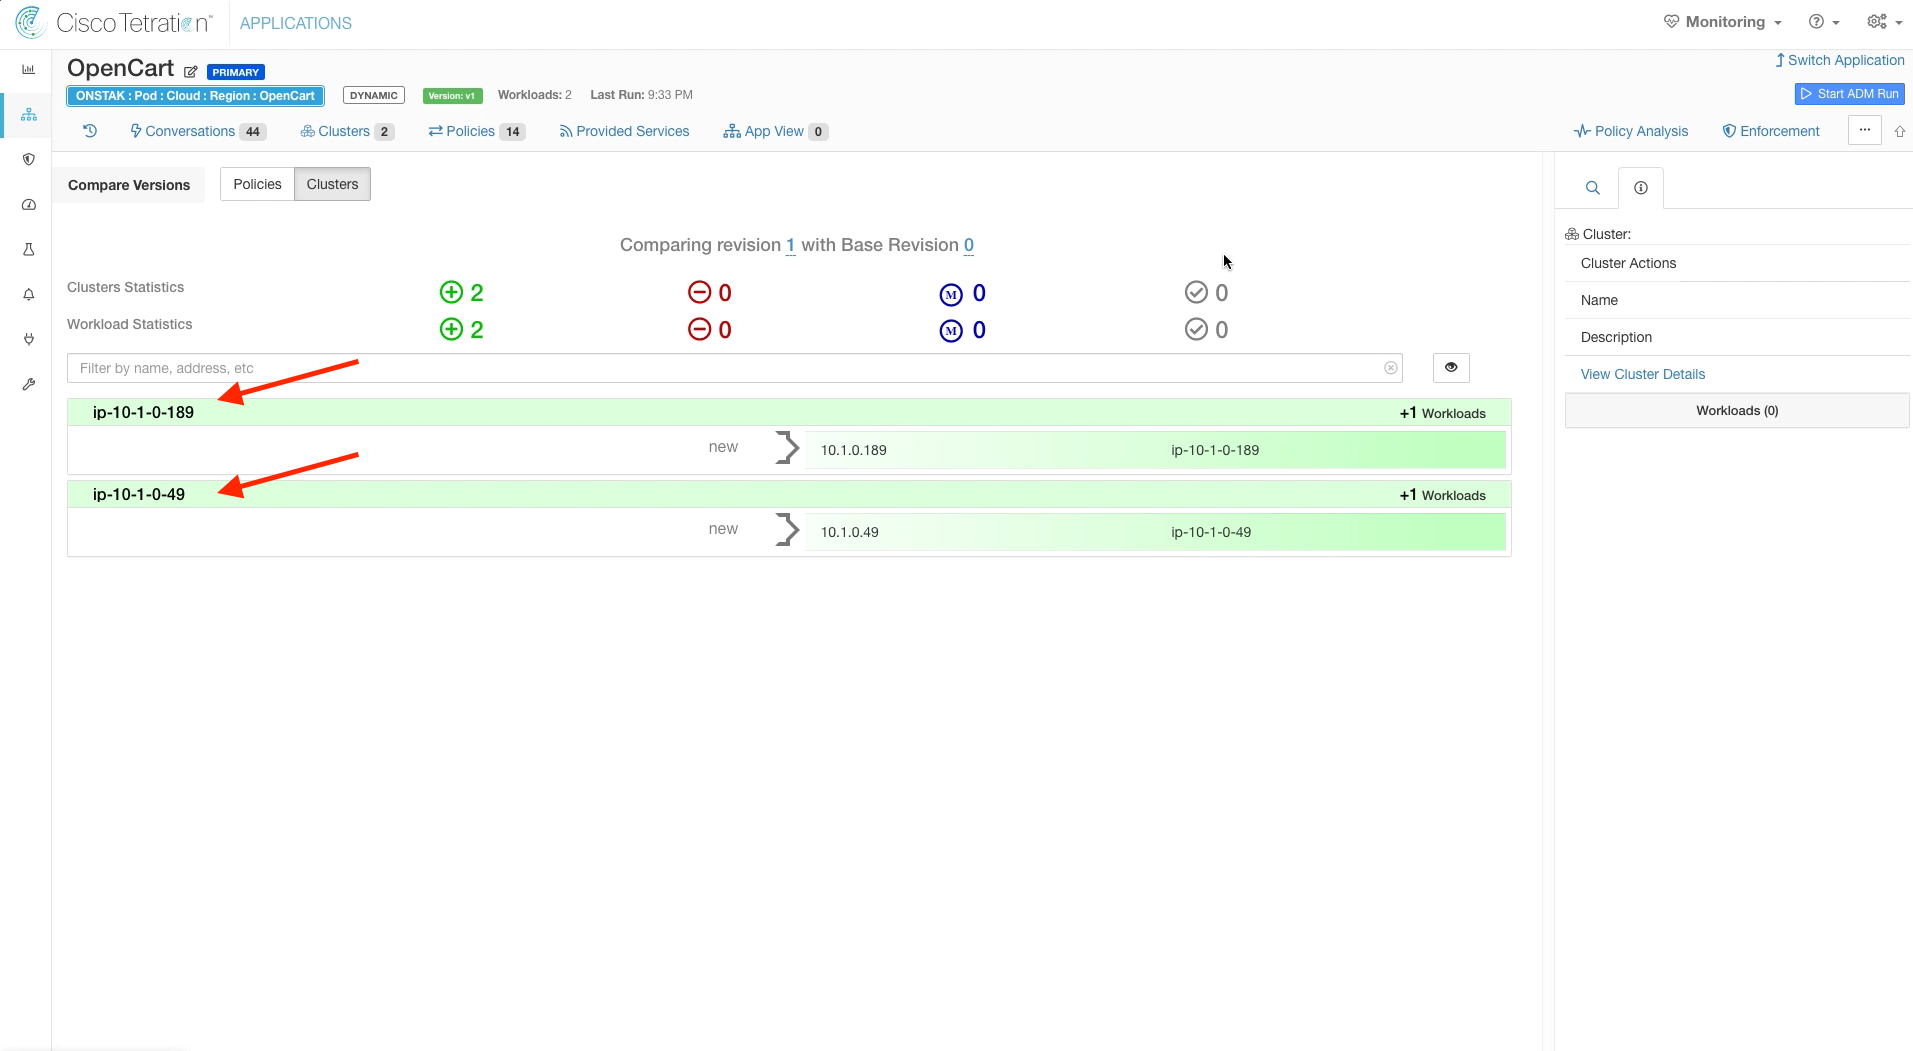 Cisco Tetration™ APPLICATIONS Monitoring
OpenCart PRIMARY
Switch Application
ONSTAK : Pod : Cloud : Region : OpenCart DYNAMIC Version: v1 Workloads: 2 Last Run: 9:33 PM
Start ADM Run
Conversations 44 Clusters 2 Policies 14 Provided Services App View 0 Policy Analysis Enforcement ...
Compare Versions Policies Clusters
Comparing revision 1 with Base Revision 0
Clusters Statistics 2 0 M 0 0
Workload Statistics 2 0 M 0 0
Filter by name, address, etc
ip-10-1-0-189 +1 Workloads
new 10.1.0.189 ip-10-1-0-189
ip-10-1-0-49 +1 Workloads
new 10.1.0.49 ip-10-1-0-49
Cluster:
Cluster Actions
Name
Description
View Cluster Details
Workloads (0)